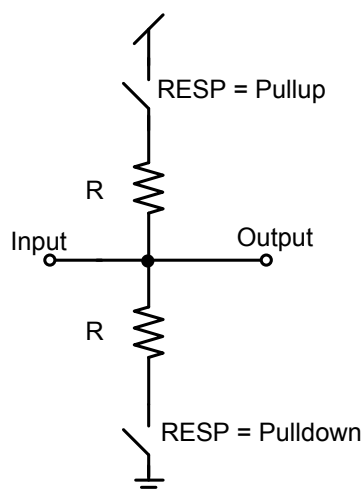 RESP = Pullup
R
Input
Output
R
RESP = Pulldown